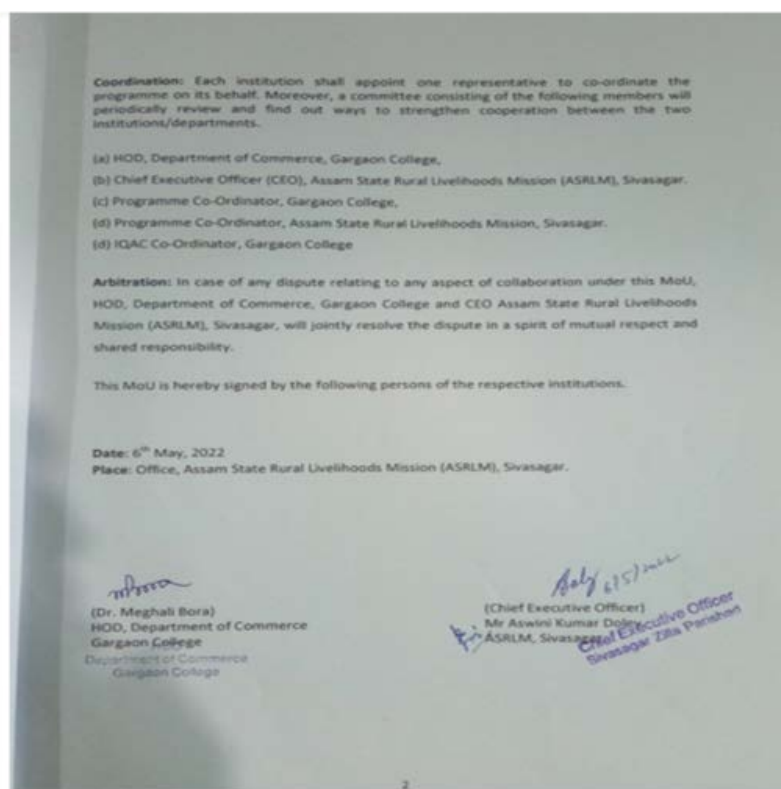 Coordination: Each institution shall appoint one representative to co-ordinate the
programme on its behalf. Moreover, a committee consisting of the following members will
periodically review and find out ways to strengthen cooperation between the two
institutions/departments.
(a) HOD, Department of Commerce, Gargaon College,
(b) Chief Executive Officer (CEO), Assam State Rural Livelihoods Mission (ASRLM), Sivasagar.
(c) Programme Co-Ordinator, Gargaon College,
(d) Programme Co-Ordinator, Assam State Rural Livelihoods Mission, Sivasagar.
(d) IQAC Co-Ordinator, Gargaon College
Arbitration: In case of any dispute relating to any aspect of collaboration under this MoU,
HOD, Department of Commerce, Gargaon College and CEO Assam State Rural Livelihoods
Mission (ASRLM), Sivasagar, will jointly resolve the dispute in a spirit of mutual respect and
shared responsibility.
This MoU is hereby signed by the following persons of the respective institutions.
Date: 6th May, 2022
Place: Office, Assam State Rural Livelihoods Mission (ASRLM), Sivasagar.
6/5/2022
(Dr. Meghali Bora)
HOD, Department of Commerce
Gargaon College
Department of Commerce
Gargaon College
(Chief Executive Officer)
Mr Aswini Kumar Doley
ASRLM, Sivasagar
Chief Executive Officer
Sivasagar Zilla Parishad
2